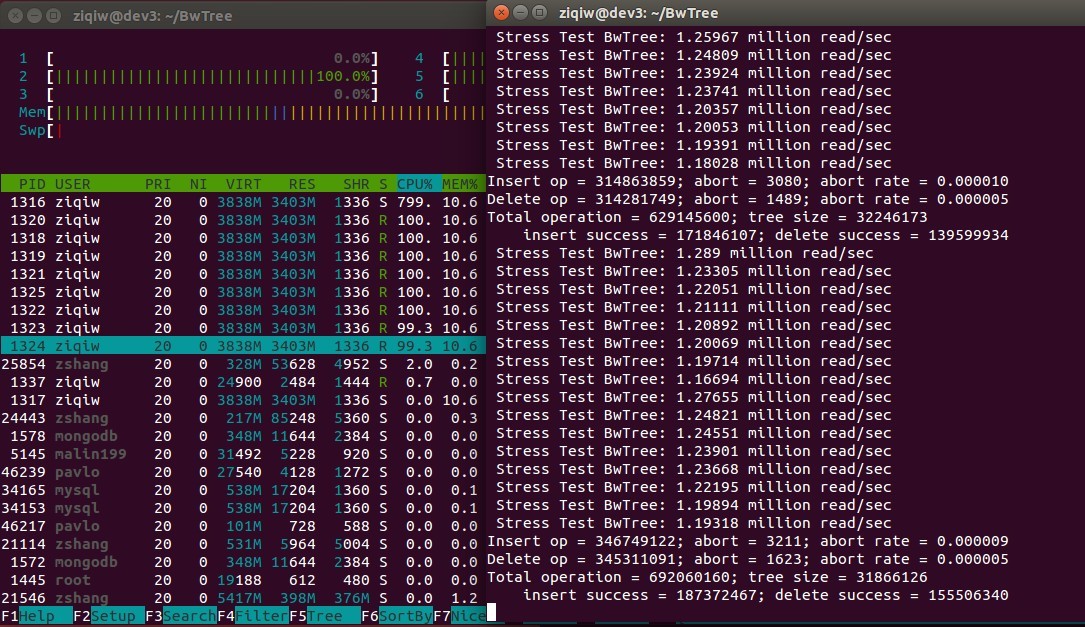 ziqiw@dev3: ~/BwTree
1 [ 0.0%] 4 [
2 [ 100.0%] 5 [
3 [ 0.0%] 6 [
Mem[
Swp[
PID USER PRI NI VIRT RES SHR S CPU% MEM%
1316 ziqiw 20 0 3838M 3403M 1336 S 799. 10.6
1320 ziqiw 20 0 3838M 3403M 1336 R 100. 10.6
1318 ziqiw 20 0 3838M 3403M 1336 R 100. 10.6
1319 ziqiw 20 0 3838M 3403M 1336 R 100. 10.6
1321 ziqiw 20 0 3838M 3403M 1336 R 100. 10.6
1325 ziqiw 20 0 3838M 3403M 1336 R 100. 10.6
1322 ziqiw 20 0 3838M 3403M 1336 R 100. 10.6
1323 ziqiw 20 0 3838M 3403M 1336 R 99.3 10.6
1324 ziqiw 20 0 3838M 3403M 1336 R 99.3 10.6
25854 zshang 20 0 328M 53628 4952 S 2.0 0.2
1337 ziqiw 20 0 24900 2484 1444 R 0.7 0.0
1317 ziqiw 20 0 3838M 3403M 1336 S 0.0 10.6
24443 zshang 20 0 217M 85248 5360 S 0.0 0.3
1578 mongodb 20 0 348M 11644 2384 S 0.0 0.0
5145 malin199 20 0 31492 5228 920 S 0.0 0.0
46239 pavlo 20 0 27540 4128 1272 S 0.0 0.0
34165 mysql 20 0 538M 17204 1360 S 0.0 0.1
34153 mysql 20 0 538M 17204 1360 S 0.0 0.1
46217 pavlo 20 0 101M 728 588 S 0.0 0.0
21114 zshang 20 0 531M 5964 5004 S 0.0 0.0
1572 mongodb 20 0 348M 11644 2384 S 0.0 0.0
1445 root 20 0 19188 612 480 S 0.0 0.0
21546 zshang 20 0 5417M 398M 376M S 0.0 1.2
F1Help F2Setup F3Search F4Filter F5Tree F6SortBy F7Nice
ziqiw@dev3: ~/BwTree
Stress Test BwTree: 1.25967 million read/sec
Stress Test BwTree: 1.24809 million read/sec
Stress Test BwTree: 1.23924 million read/sec
Stress Test BwTree: 1.23741 million read/sec
Stress Test BwTree: 1.20357 million read/sec
Stress Test BwTree: 1.20053 million read/sec
Stress Test BwTree: 1.19391 million read/sec
Stress Test BwTree: 1.18028 million read/sec
Insert op = 314863859; abort = 3080; abort rate = 0.000010
Delete op = 314281749; abort = 1489; abort rate = 0.000005
Total operation = 629145600; tree size = 32246173
insert success = 171846107; delete success = 139599934
Stress Test BwTree: 1.289 million read/sec
Stress Test BwTree: 1.23305 million read/sec
Stress Test BwTree: 1.22051 million read/sec
Stress Test BwTree: 1.21111 million read/sec
Stress Test BwTree: 1.20892 million read/sec
Stress Test BwTree: 1.20069 million read/sec
Stress Test BwTree: 1.19714 million read/sec
Stress Test BwTree: 1.16694 million read/sec
Stress Test BwTree: 1.27655 million read/sec
Stress Test BwTree: 1.24821 million read/sec
Stress Test BwTree: 1.24551 million read/sec
Stress Test BwTree: 1.23901 million read/sec
Stress Test BwTree: 1.23668 million read/sec
Stress Test BwTree: 1.22195 million read/sec
Stress Test BwTree: 1.19894 million read/sec
Stress Test BwTree: 1.19318 million read/sec
Insert op = 346749122; abort = 3211; abort rate = 0.000009
Delete op = 345311091; abort = 1623; abort rate = 0.000005
Total operation = 692060160; tree size = 31866126
insert success = 187372467; delete success = 155506340